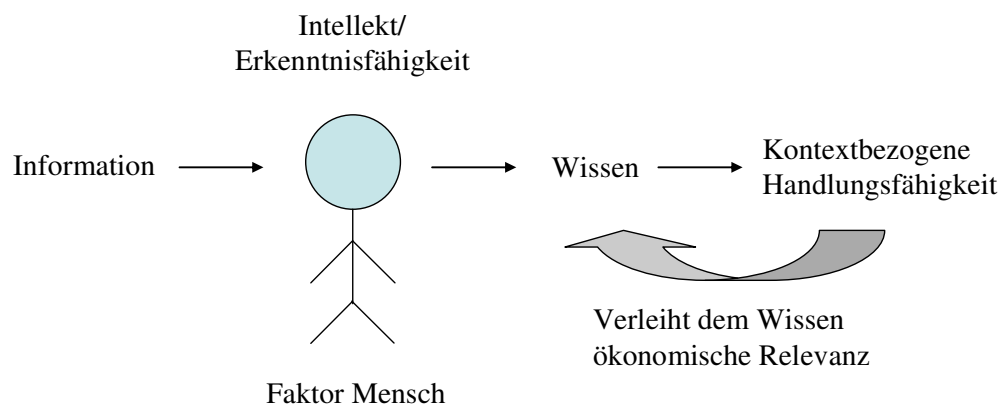 Intellekt/
Erkenntnisfähigkeit
Information
Wissen
Kontextbezogene
Handlungsfähigkeit
Verleiht dem Wissen
ökonomische Relevanz
Faktor Mensch